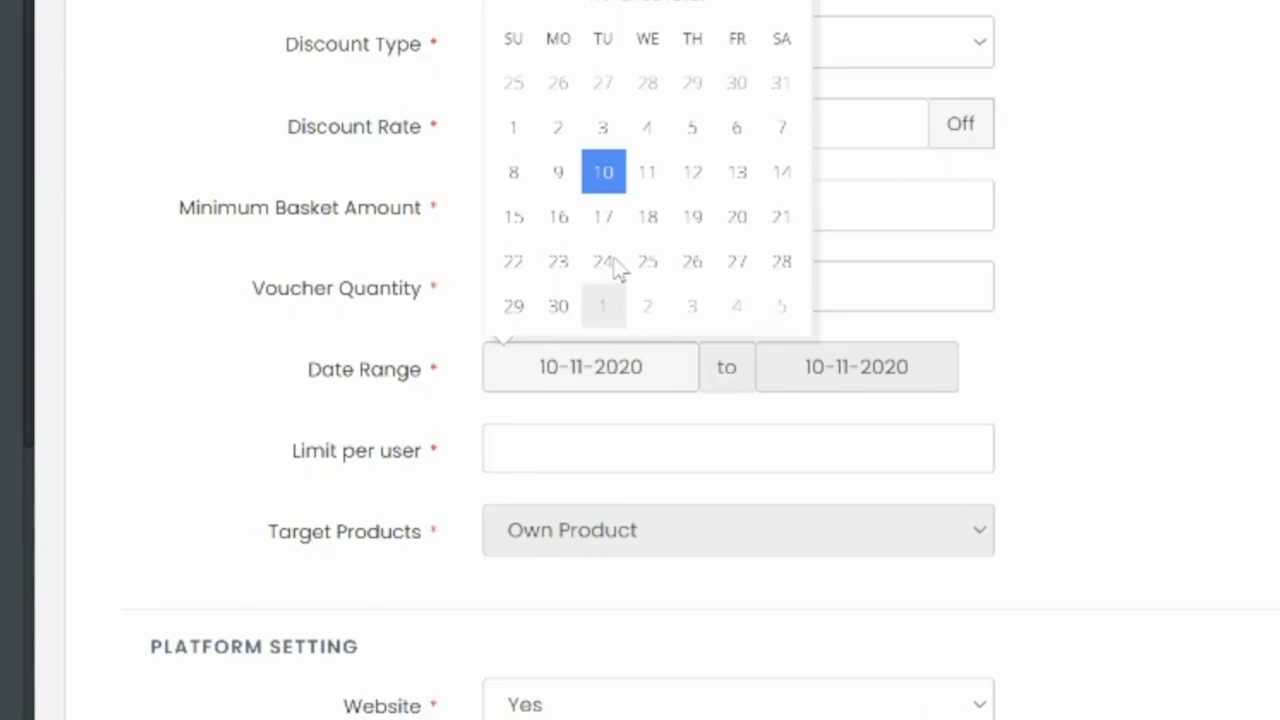 Discount Type *
SU MO TU WE TH FR SA
25 26 27 28 29 30 31
Discount Rate *
1 2 3 4 5 6 7
Off
8 9 10 11 12 13 14
Minimum Basket Amount *
15 16 17 18 19 20 21
22 23 24 25 26 27 28
Voucher Quantity *
29 30 1 2 3 4 5
Date Range *
10-11-2020 to 10-11-2020
Limit per user *
Target Products *
Own Product
PLATFORM SETTING
Website *
Yes